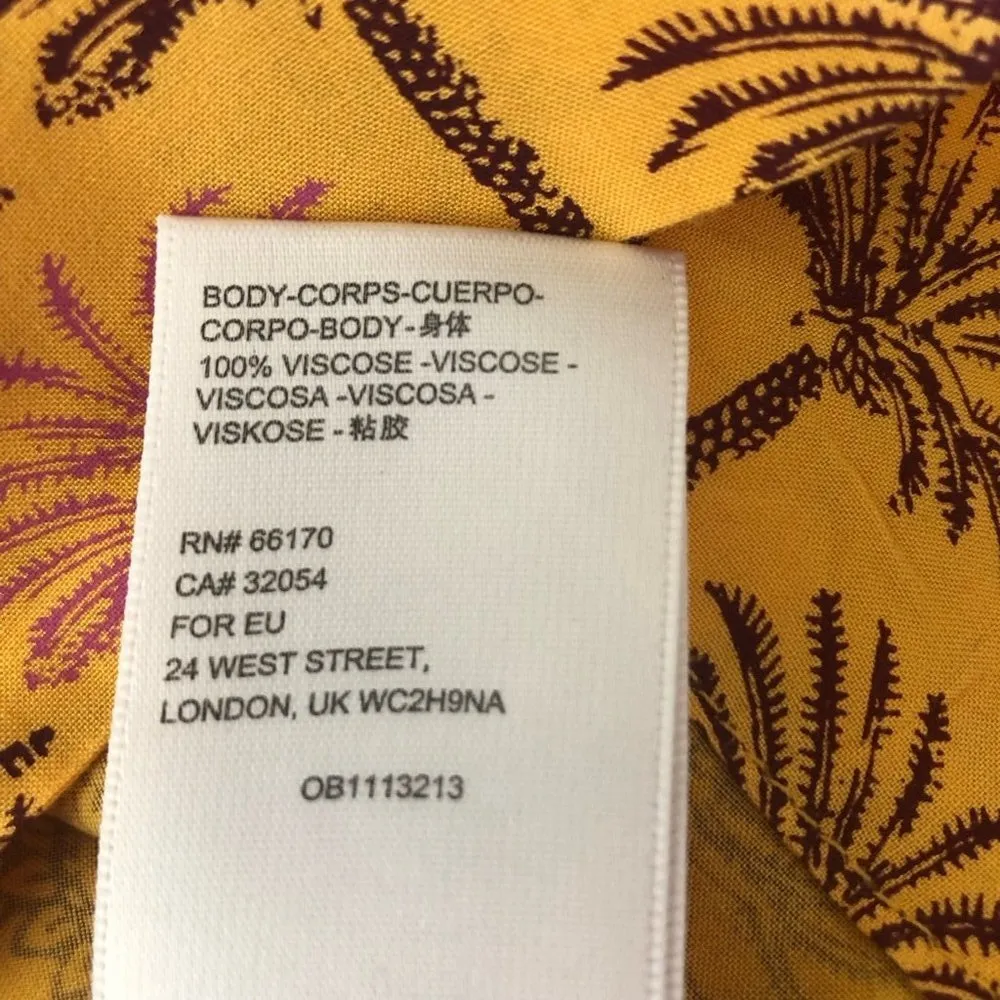 BODY-CORPS-CUERPO-
CORPO-BODY-身体
100% VISCOSE -VISCOSE -
VISCOSA -VISCOSA -
VISKOSE - 粘胶
RN# 66170
CA# 32054
FOR EU
24 WEST STREET,
LONDON, UK WC2H9NA
OB1113213